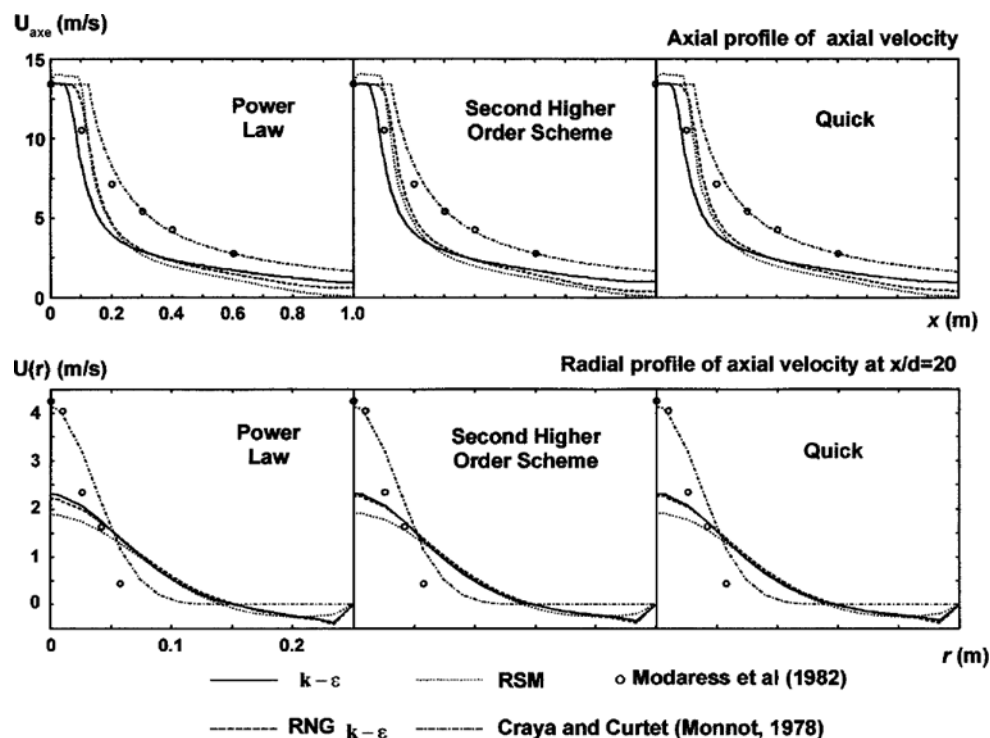 U_axe (m/s)
Axial profile of axial velocity
15
10
5
0
Power
Law
Second Higher
Order Scheme
Quick
0 0.2 0.4 0.6 0.8 1.0
x (m)
U(r) (m/s)
Radial profile of axial velocity at x/d=20
4
3
2
1
0
Power
Law
Second Higher
Order Scheme
Quick
0 0.1 0.2
r (m)
k – ε RSM Modaress et al (1982)
RNG k – ε Craya and Curtet (Monnot, 1978)